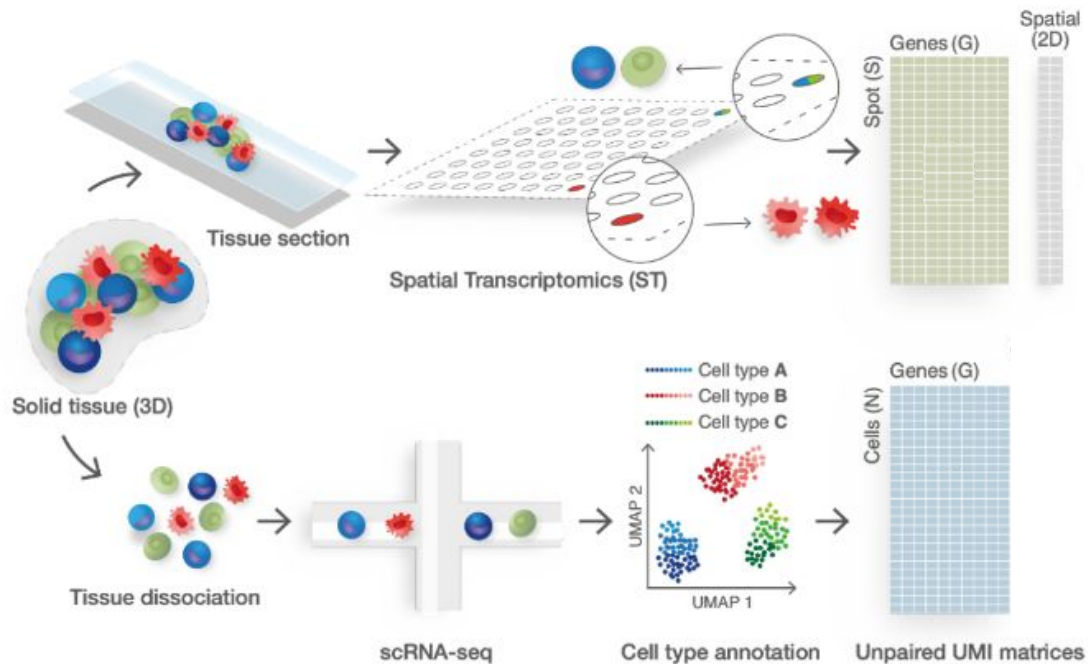 Spatial
(2D)
Genes (G)
Spot (S)
Tissue section
Spatial Transcriptomics (ST)
Solid tissue (3D)
Cell type A
Cell type B
Cell type C
Genes (G)
Cells (N)
UMAP 2
UMAP 1
Tissue dissociation
scRNA-seq
Cell type annotation
Unpaired UMI matrices